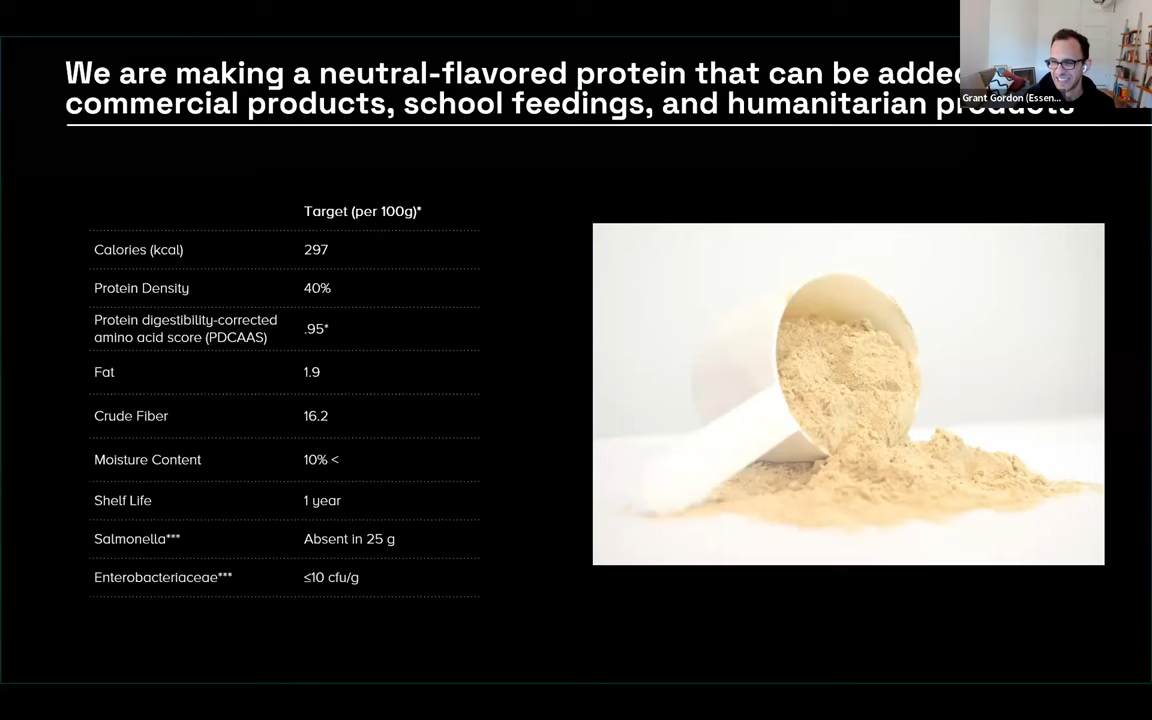 We are making a neutral-flavored protein that can be added
commercial products, school feedings, and humanitarian products
Grant Gordon (Essen...
Target (per 100g)*
Calories (kcal) 297
Protein Density 40%
Protein digestibility-corrected
amino acid score (PDCAAS) .95*
Fat 1.9
Crude Fiber 16.2
Moisture Content 10% <
Shelf Life 1 year
Salmonella*** Absent in 25 g
Enterobacteriaceae*** ≤10 cfu/g